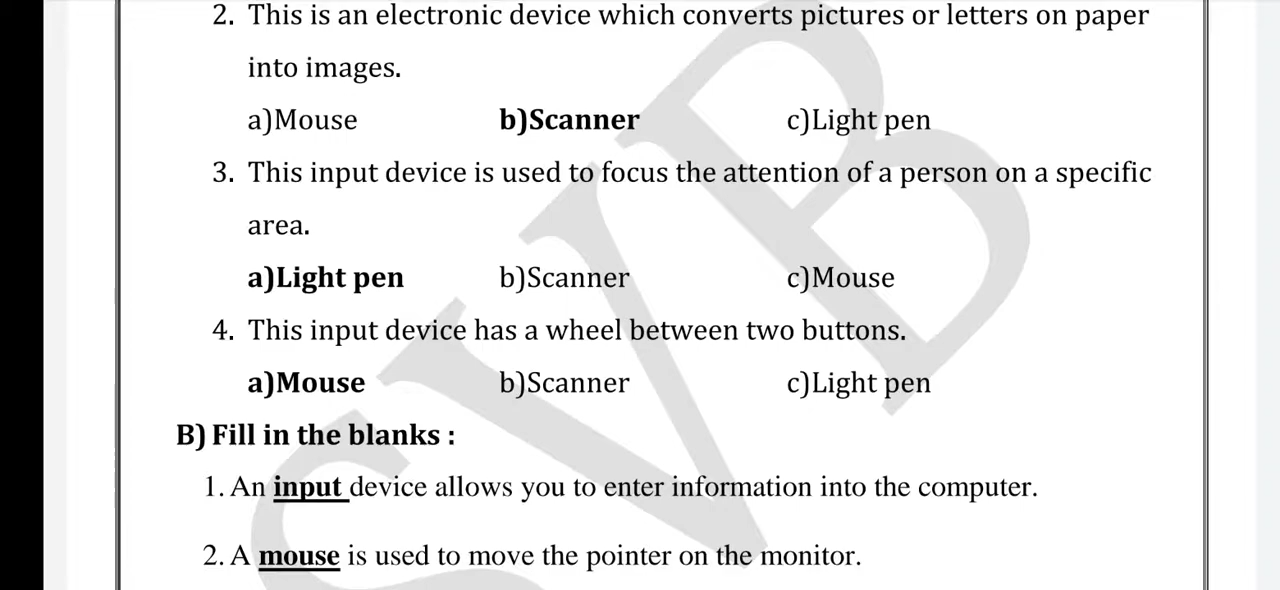 2. This is an electronic device which converts pictures or letters on paper
into images.
a)Mouse b)Scanner c)Light pen
3. This input device is used to focus the attention of a person on a specific
area.
a)Light pen b)Scanner c)Mouse
4. This input device has a wheel between two buttons.
a)Mouse b)Scanner c)Light pen
B) Fill in the blanks :
1. An input device allows you to enter information into the computer.
2. A mouse is used to move the pointer on the monitor.
SVB